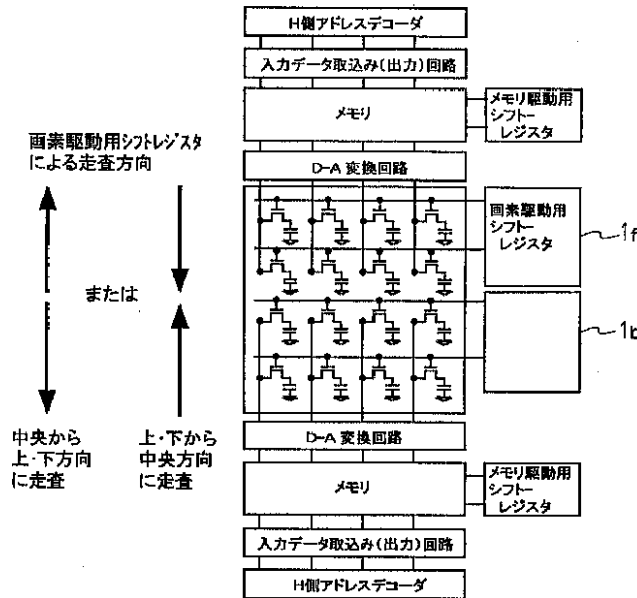 H側アドレスデコーダ
入力データ取込み(出力)回路
メモリ
メモリ駆動用
シフトー
レジスタ
画素駆動用シフトレジスタ
による走査方向
D-A 変換回路
画素駆動用
シフトー
レジスタ
1f
または
1b
中央から
上・下方向
に走査
上・下から
中央方向
に走査
D-A 変換回路
メモリ
メモリ駆動用
シフトー
レジスタ
入力データ取込み(出力)回路
H側アドレスデコーダ